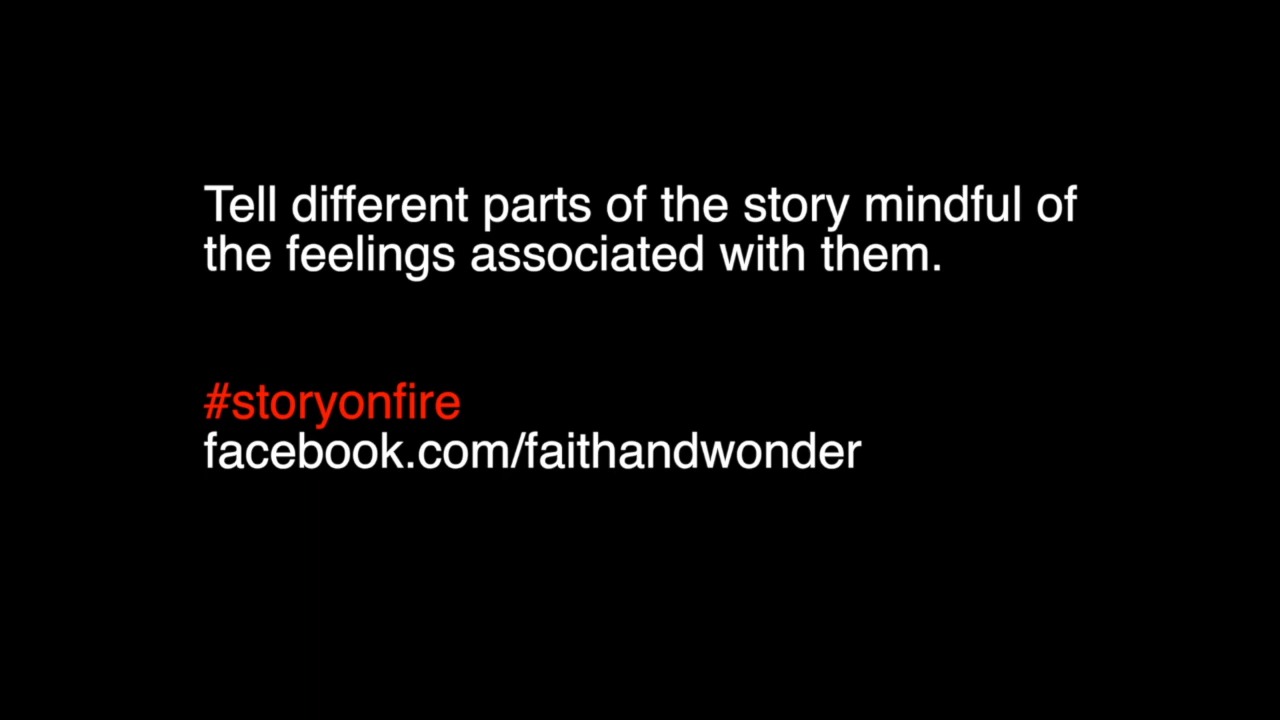 Tell different parts of the story mindful of
the feelings associated with them.
#storyonfire
facebook.com/faithandwonder